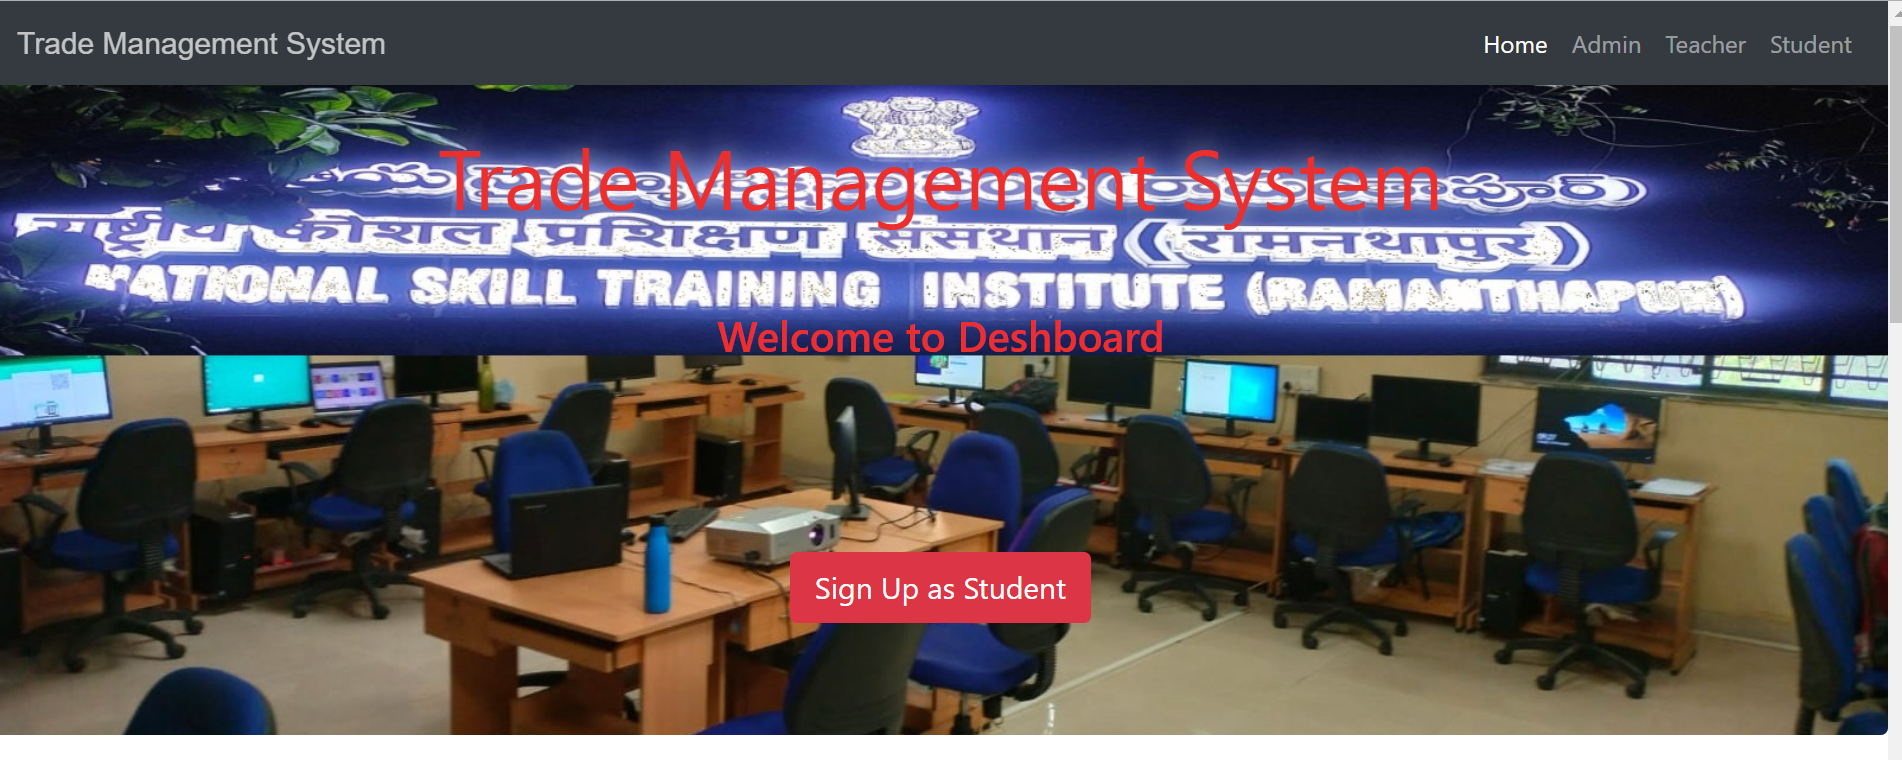 Trade Management System
Home Admin Teacher Student
Trade Management System
राष्ट्रीय कौशल प्रशिक्षण संसथान (रामनथापुर)
NATIONAL SKILL TRAINING INSTITUTE (RAMANTHAPUR)
Welcome to Deshboard
Sign Up as Student